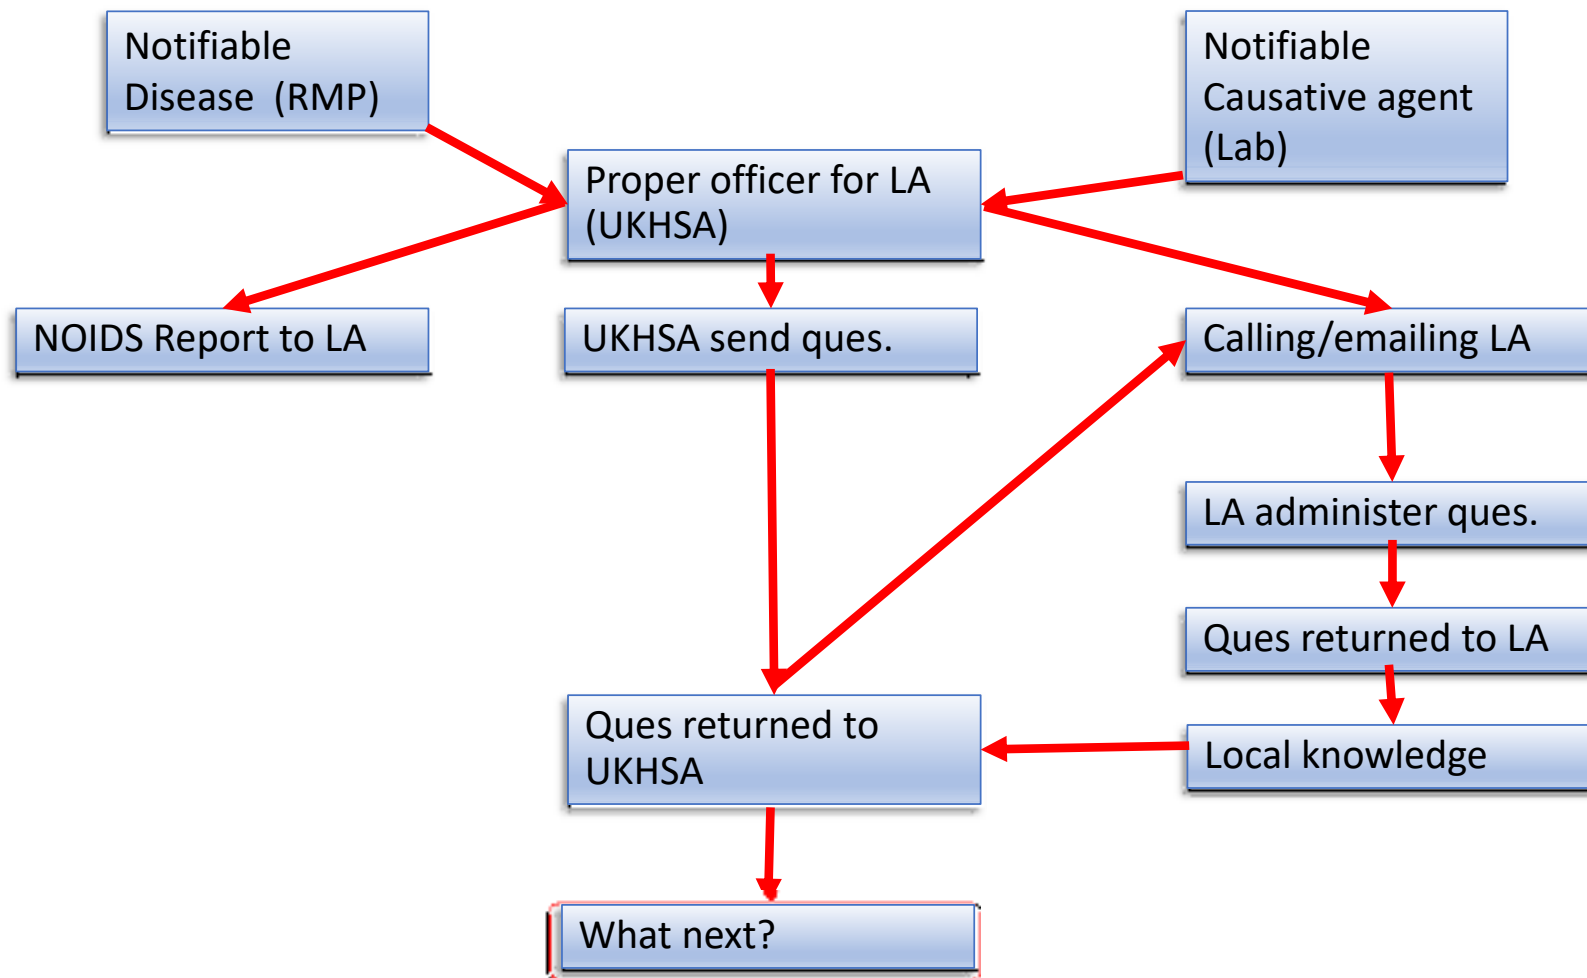 Notifiable
Disease (RMP)
Notifiable
Causative agent
(Lab)
Proper officer for LA
(UKHSA)
NOIDS Report to LA
UKHSA send ques.
Calling/emailing LA
LA administer ques.
Ques returned to LA
Ques returned to
UKHSA
Local knowledge
What next?